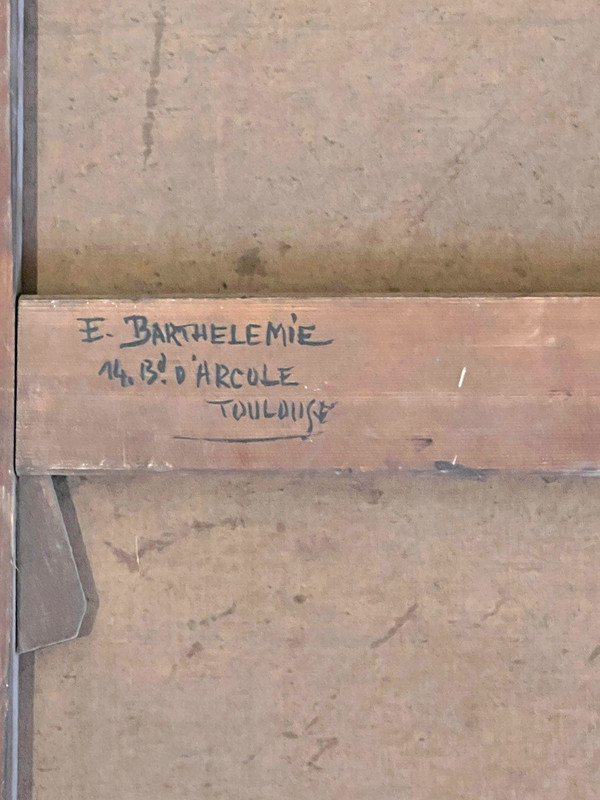 E. BARTHELEMIE
14. Bd. D'ARCOLE
TOULOUSE